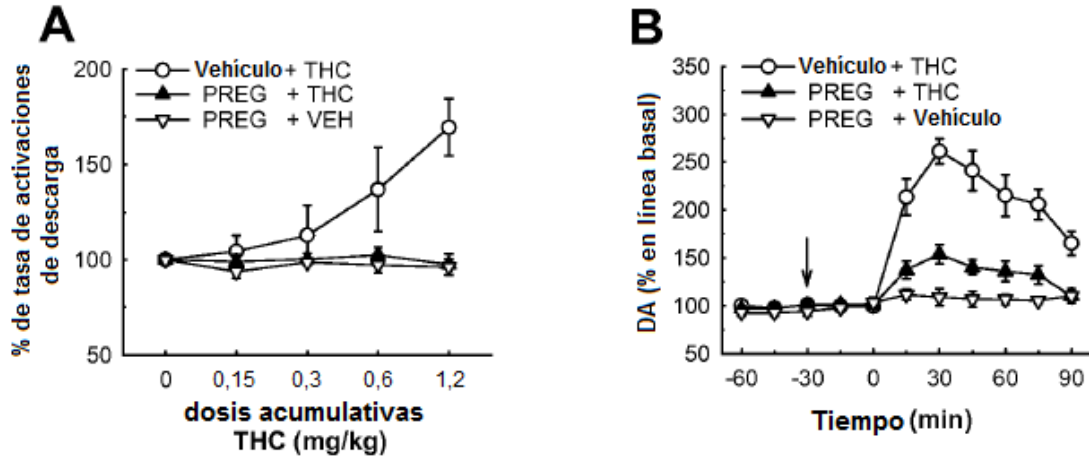 A
Vehículo + THC
PREG + THC
PREG + VEH
200
150
100
50
% de tasa de activaciones
de descarga
0 0,15 0,3 0,6 1,2
dosis acumulativas
THC (mg/kg)
B
Vehículo + THC
PREG + THC
PREG + Vehículo
350
300
250
200
150
100
50
DA (% en línea basal)
-60 -30 0 30 60 90
Tiempo (min)